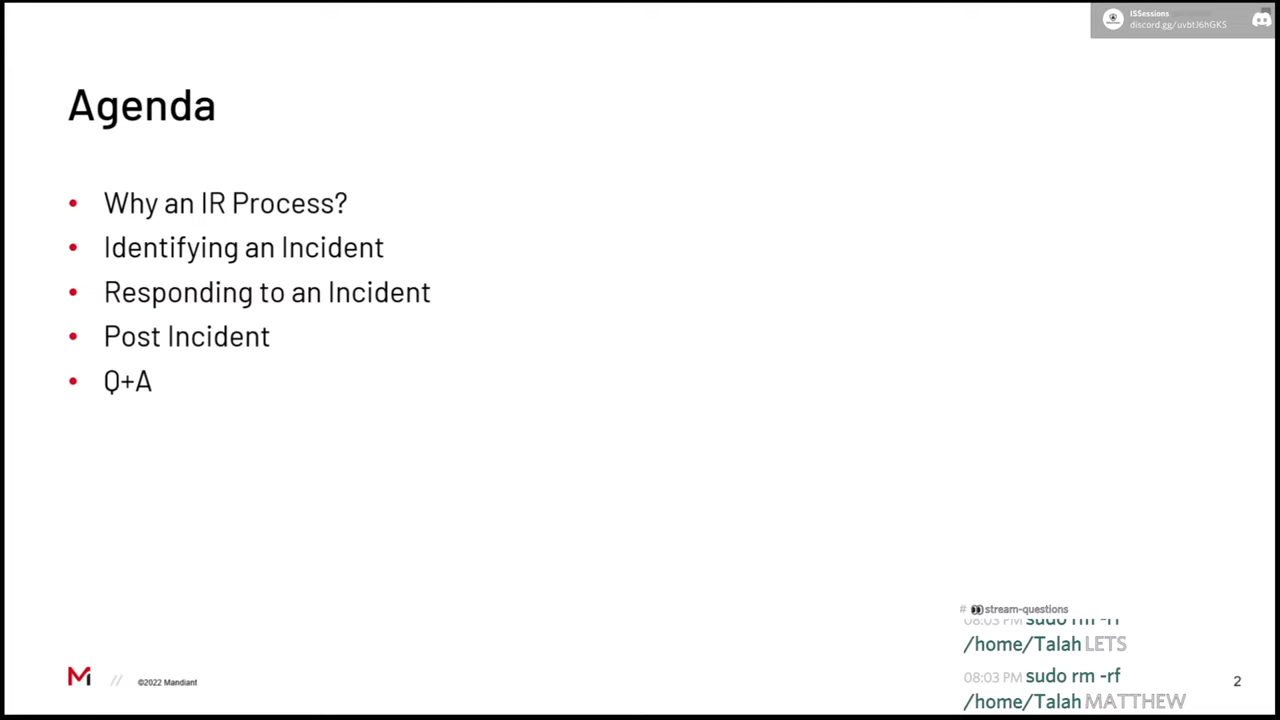 ISSessions
discord.gg/uvbtJ6hGKS
Agenda
• Why an IR Process?
• Identifying an Incident
• Responding to an Incident
• Post Incident
• Q+A
# stream-questions
08:03 PM sudo rm -rf
/home/Talah LETS
08:03 PM sudo rm -rf
/home/Talah MATTHEW
// ©2022 Mandiant
2